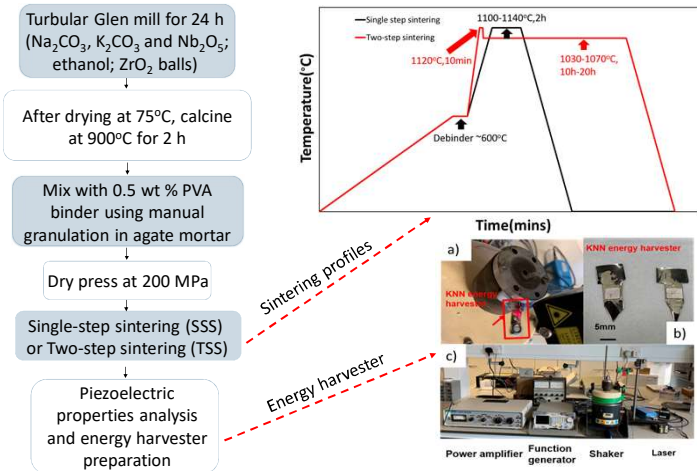 Turbular Glen mill for 24 h
(Na₂CO₃, K₂CO₃ and Nb₂O₅;
ethanol; ZrO₂ balls)
After drying at 75°C, calcine
at 900°C for 2 h
Mix with 0.5 wt % PVA
binder using manual
granulation in agate mortar
Dry press at 200 MPa
Single-step sintering (SSS)
or Two-step sintering (TSS)
Piezoelectric
properties analysis
and energy harvester
preparation
Sintering profiles
Energy harvester
Temperature(°C)
Single step sintering
Two-step sintering
1100-1140°C,2h
1120°C,10min
1030-1070°C,
10h-20h
Debinder ~600°C
Time(mins)
a)
KNN energy
harvester
KNN energy harvester
5mm
b)
c)
Power amplifier
Function
generator
Shaker
Laser